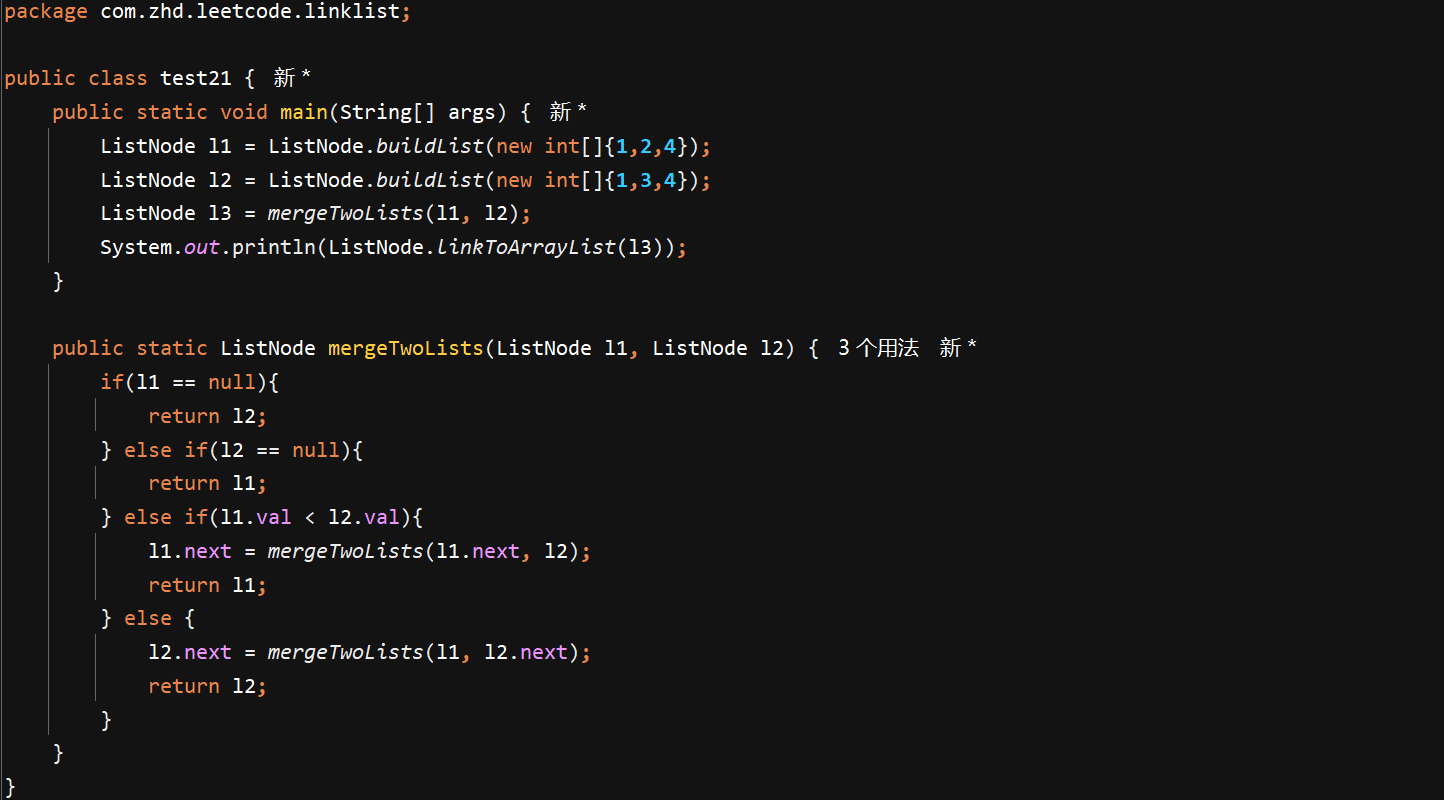 package com.zhd.leetcode.linklist;
public class test21 { 新 *
public static void main(String[] args) { 新 *
ListNode l1 = ListNode.buildList(new int[]{1,2,4});
ListNode l2 = ListNode.buildList(new int[]{1,3,4});
ListNode l3 = mergeTwoLists(l1, l2);
System.out.println(ListNode.linkToArrayList(l3));
}
public static ListNode mergeTwoLists(ListNode l1, ListNode l2) { 3 个用法 新 *
if(l1 == null){
return l2;
} else if(l2 == null){
return l1;
} else if(l1.val < l2.val){
l1.next = mergeTwoLists(l1.next, l2);
return l1;
} else {
l2.next = mergeTwoLists(l1, l2.next);
return l2;
}
}
}